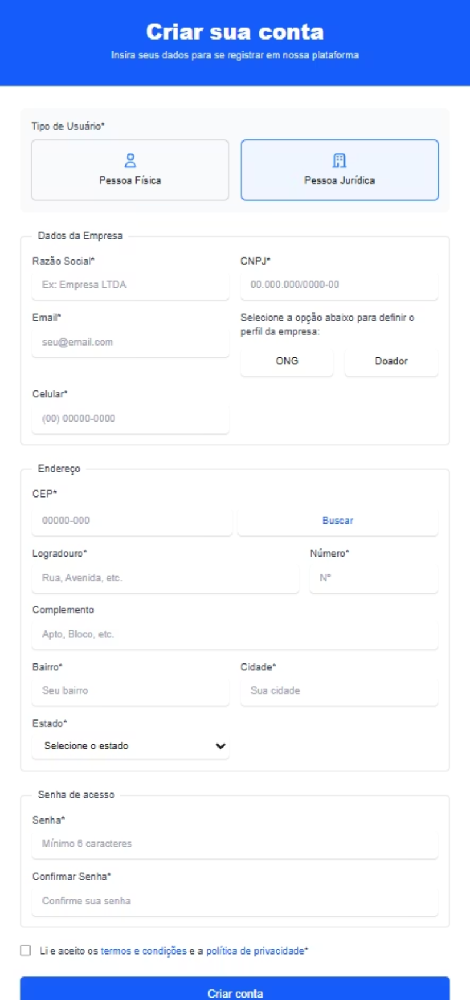 Criar sua conta
Insira seus dados para se registrar em nossa plataforma
Tipo de Usuário*
Pessoa Física
Pessoa Jurídica
Dados da Empresa
Razão Social*
CNPJ*
Ex: Empresa LTDA
00.000.000/0000-00
Email*
Selecione a opção abaixo para definir o
perfil da empresa:
seu@email.com
ONG
Doador
Celular*
(00) 00000-0000
Endereço
CEP*
00000-000
Buscar
Logradouro*
Número*
Rua, Avenida, etc.
Nº
Complemento
Apto, Bloco, etc.
Bairro*
Cidade*
Seu bairro
Sua cidade
Estado*
Selecione o estado
Senha de acesso
Senha*
Mínimo 6 caracteres
Confirmar Senha*
Confirme sua senha
Li e aceito os termos e condições e a política de privacidade*
Criar conta